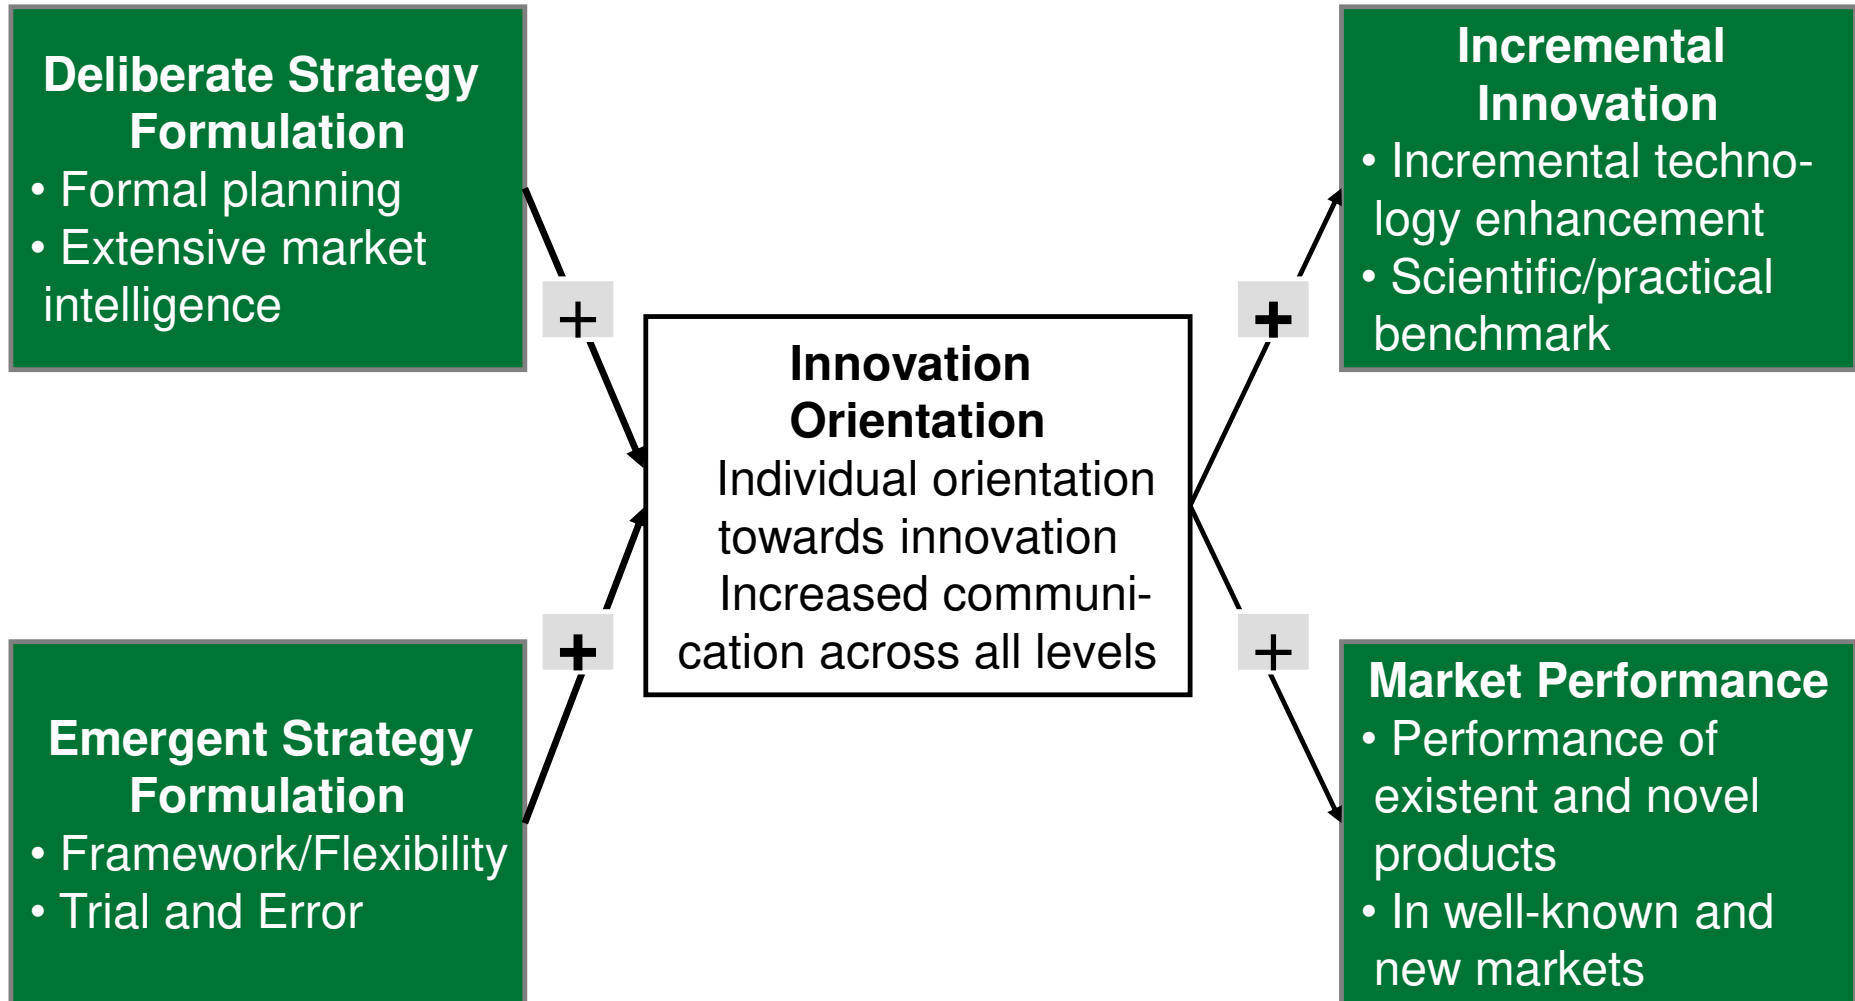 Deliberate Strategy
Formulation
• Formal planning
• Extensive market
intelligence
+
Emergent Strategy
Formulation
• Framework/Flexibility
• Trial and Error
+
Innovation
Orientation
Individual orientation
towards innovation
Increased communi-
cation across all levels
+
Incremental
Innovation
• Incremental techno-
logy enhancement
• Scientific/practical
benchmark
+
Market Performance
• Performance of
existent and novel
products
• In well-known and
new markets